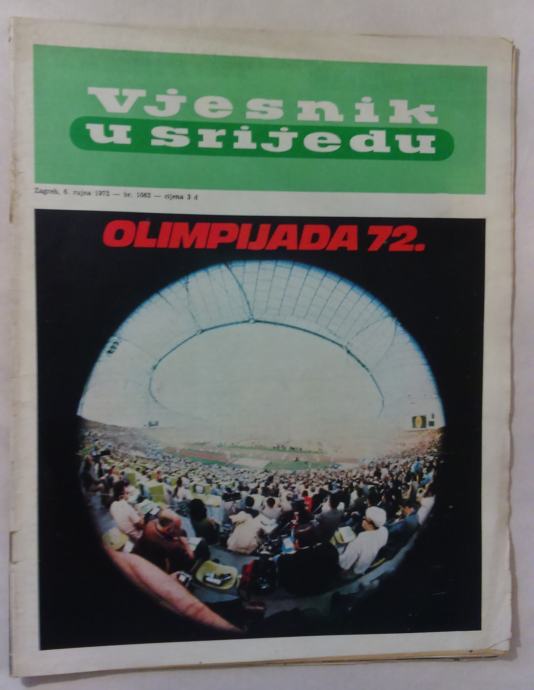 Vjesnik
u srijedu
Zagreb, 6. rujna 1972 — br. 1062 — cijena 3 d
OLIMPIJADA 72.